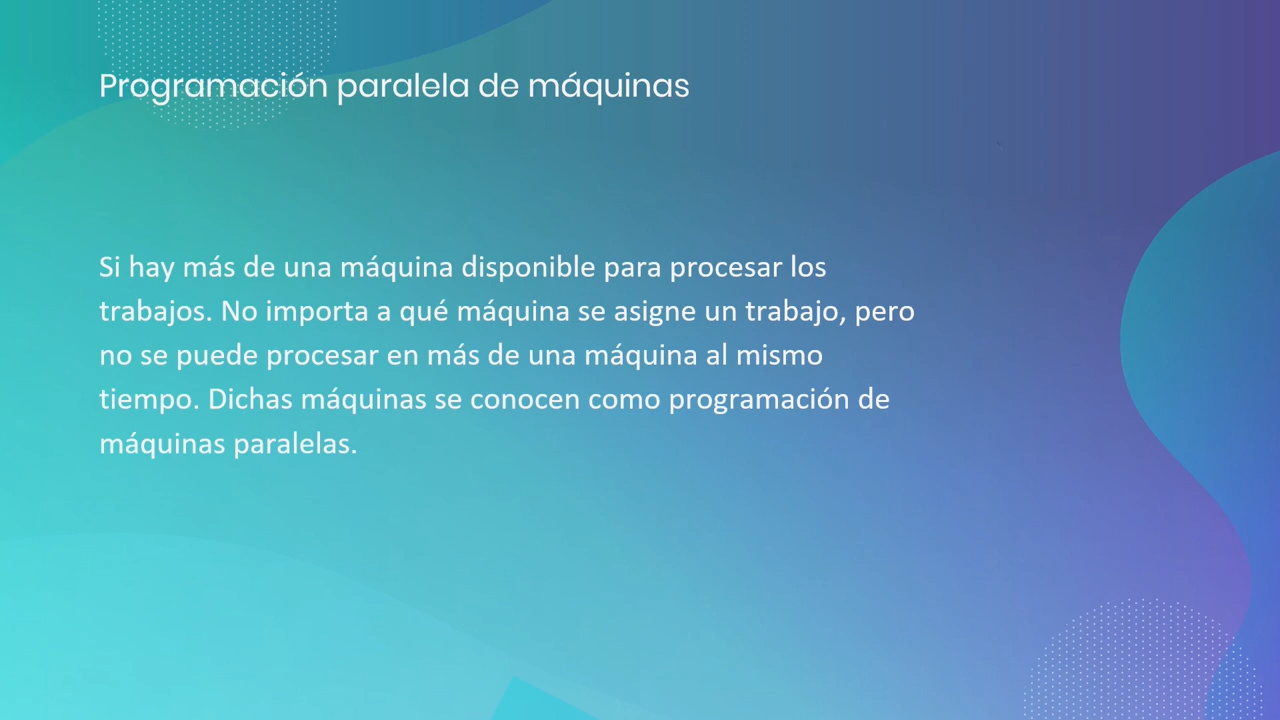 Programación paralela de máquinas
Si hay más de una máquina disponible para procesar los
trabajos. No importa a qué máquina se asigne un trabajo, pero
no se puede procesar en más de una máquina al mismo
tiempo. Dichas máquinas se conocen como programación de
máquinas paralelas.